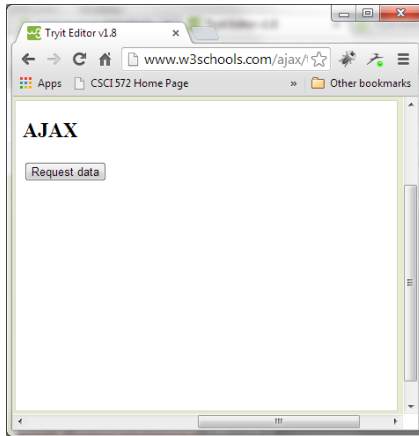 Tryit Editor v1.8
www.w3schools.com/ajax/
Apps CSCI 572 Home Page » Other bookmarks
AJAX
Request data